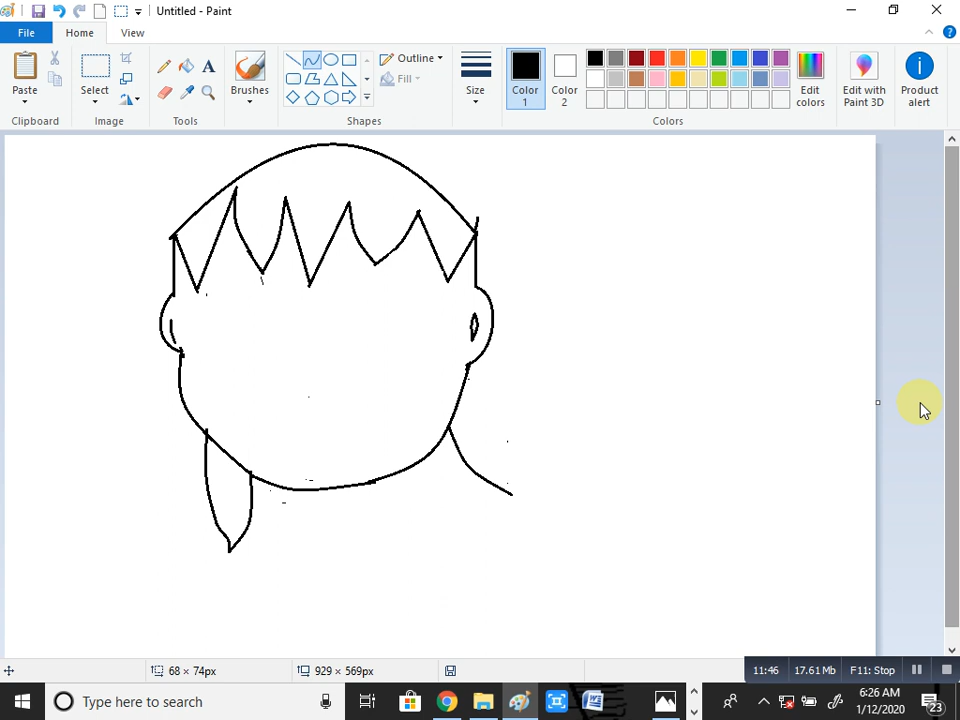 Untitled - Paint
File Home View
Paste
Select
Brushes
Outline
Fill
Size
Color 1
Color 2
Edit colors
Edit with Paint 3D
Product alert
Clipboard Image Tools Shapes Colors
68 × 74px 929 × 569px 11:46 17.61 Mb F11: Stop
Type here to search
6:26 AM
1/12/2020
23